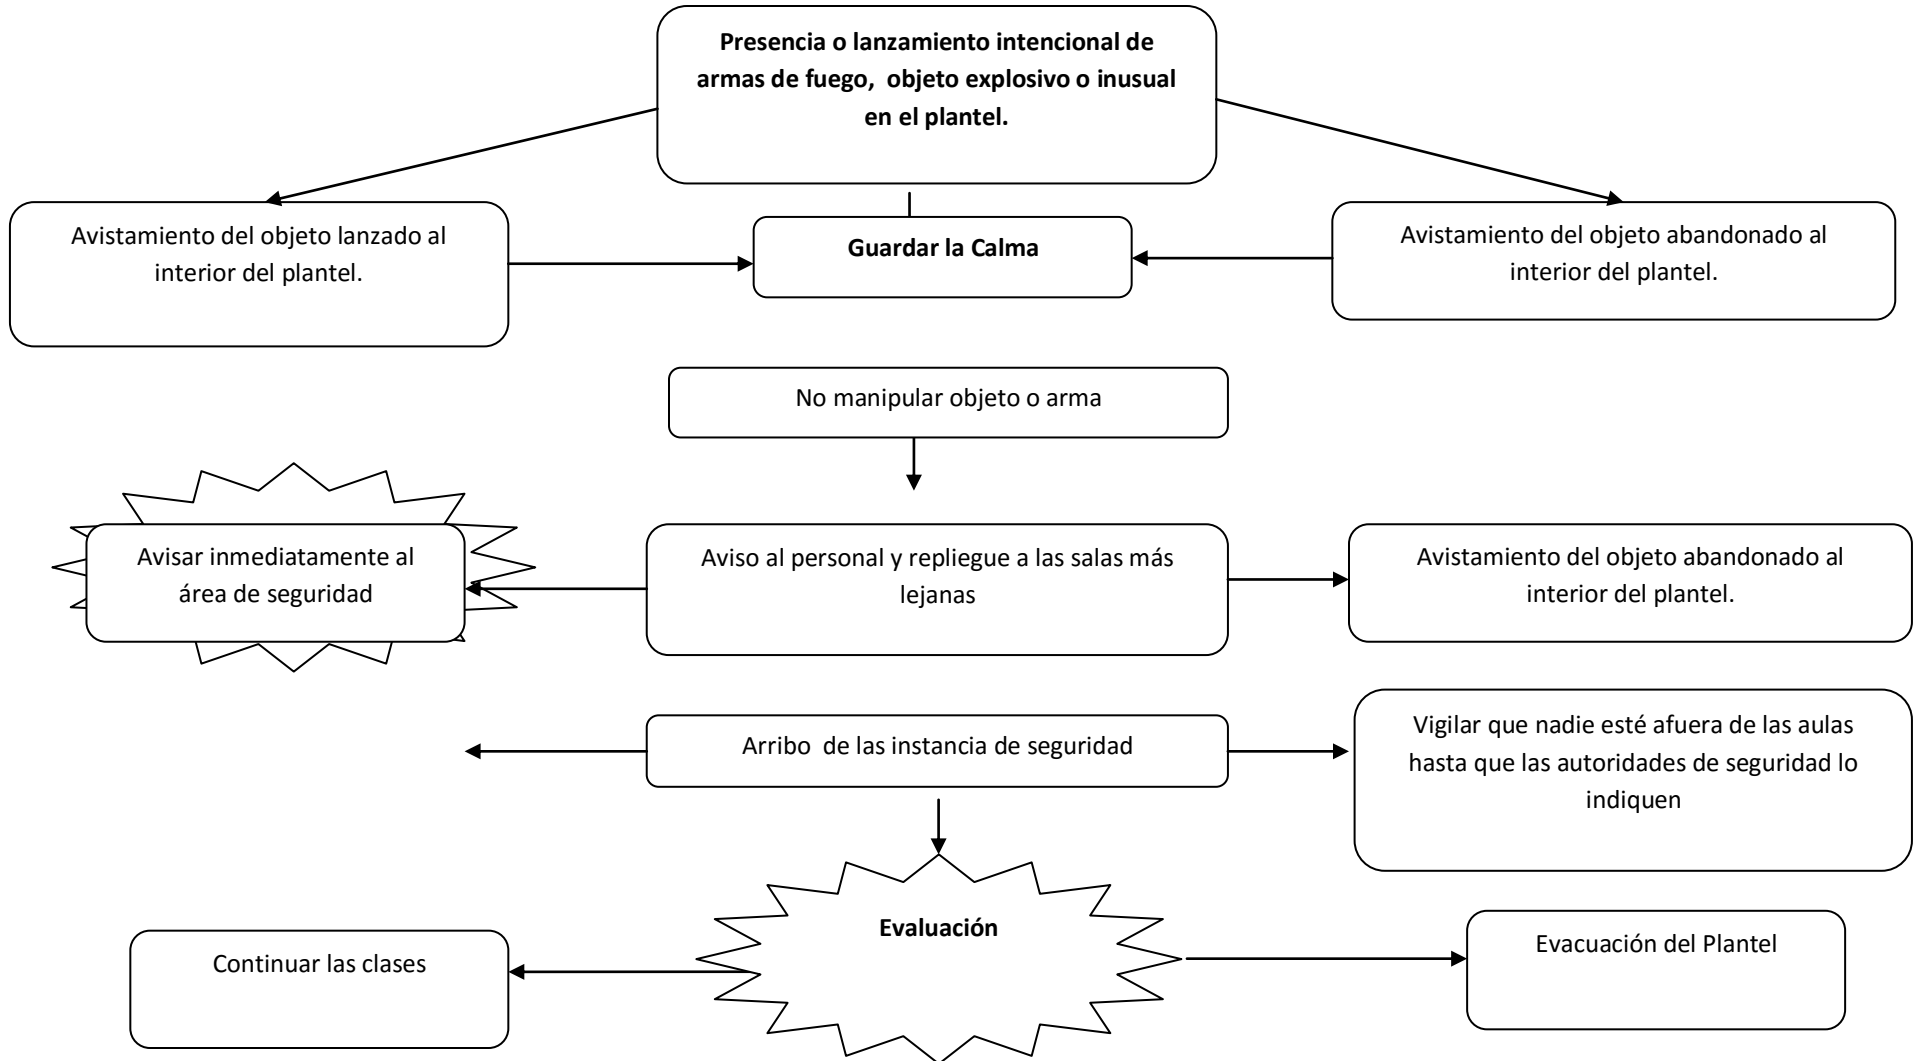 Presencia o lanzamiento intencional de
armas de fuego, objeto explosivo o inusual
en el plantel.
Avistamiento del objeto lanzado al
interior del plantel.
Guardar la Calma
Avistamiento del objeto abandonado al
interior del plantel.
No manipular objeto o arma
Avisar inmediatamente al
área de seguridad
Aviso al personal y repliegue a las salas más
lejanas
Avistamiento del objeto abandonado al
interior del plantel.
Arribo de las instancia de seguridad
Vigilar que nadie esté afuera de las aulas
hasta que las autoridades de seguridad lo
indiquen
Evaluación
Continuar las clases
Evacuación del Plantel